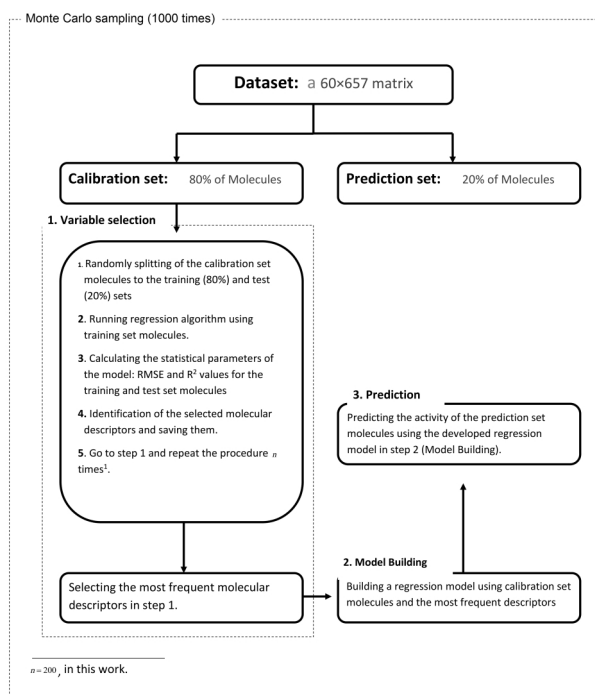 Monte Carlo sampling (1000 times)
Dataset: a 60×657 matrix
Calibration set: 80% of Molecules
Prediction set: 20% of Molecules
1. Variable selection
1. Randomly splitting of the calibration set
molecules to the training (80%) and test
(20%) sets
2. Running regression algorithm using
training set molecules.
3. Calculating the statistical parameters of
the model: RMSE and R² values for the
training and test set molecules
4. Identification of the selected molecular
descriptors and saving them.
5. Go to step 1 and repeat the procedure n
times¹.
Selecting the most frequent molecular
descriptors in step 1.
2. Model Building
Building a regression model using calibration set
molecules and the most frequent descriptors
3. Prediction
Predicting the activity of the prediction set
molecules using the developed regression
model in step 2 (Model Building).
n = 200, in this work.